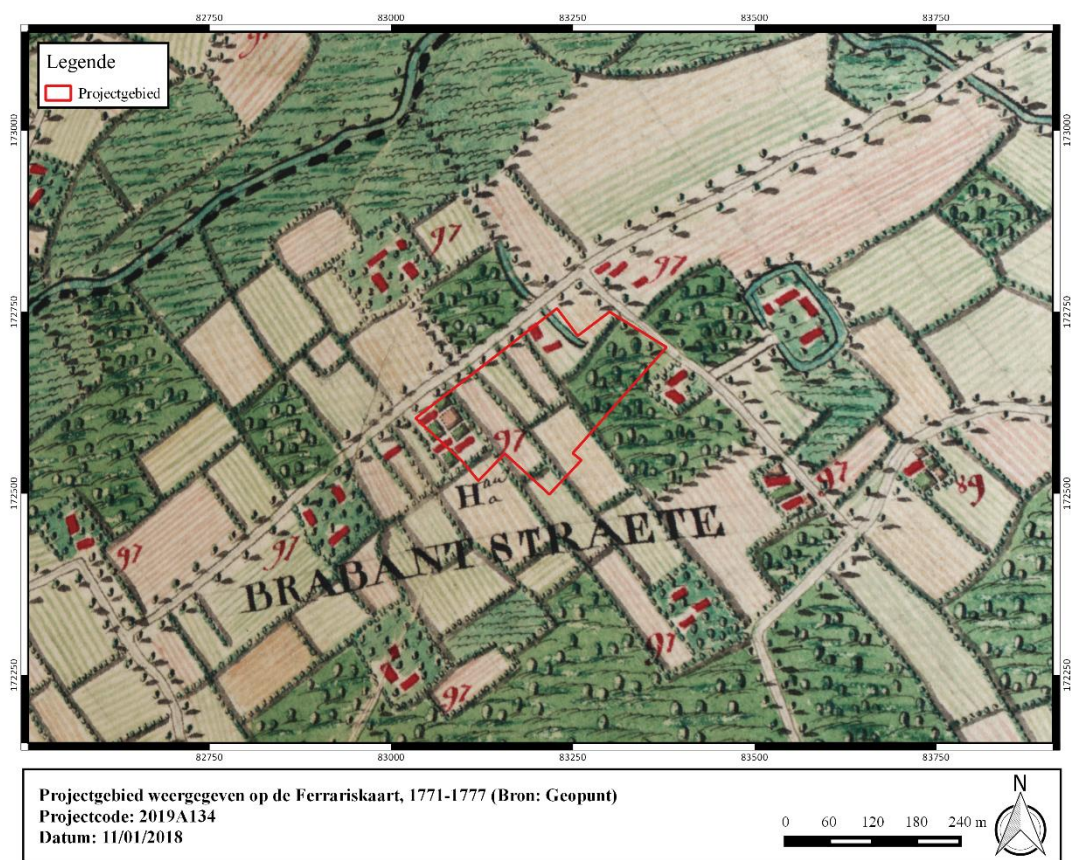 82750 83000 83250 83500 83750
Legende
Projectgebied
173000
172750
172500
172250
173000
172750
172500
172250
97
97
97
97
97
97
97
97
97
89
Hau
BRABANT STRAETE
82750 83000 83250 83500 83750
Projectgebied weergegeven op de Ferrariskaart, 1771-1777 (Bron: Geopunt)
Projectcode: 2019A134
Datum: 11/01/2018
0 60 120 180 240 m
N